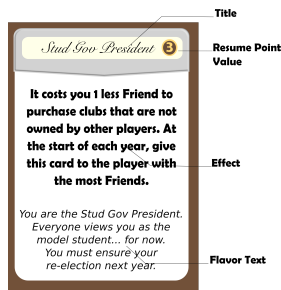 Title
Stud Gov President 3
Resume Point
Value
It costs you 1 less Friend to
purchase clubs that are not
owned by other players. At
the start of each year, give
this card to the player with
the most Friends.
Effect
You are the Stud Gov President.
Everyone views you as the
model student... for now.
You must ensure your
re-election next year.
Flavor Text